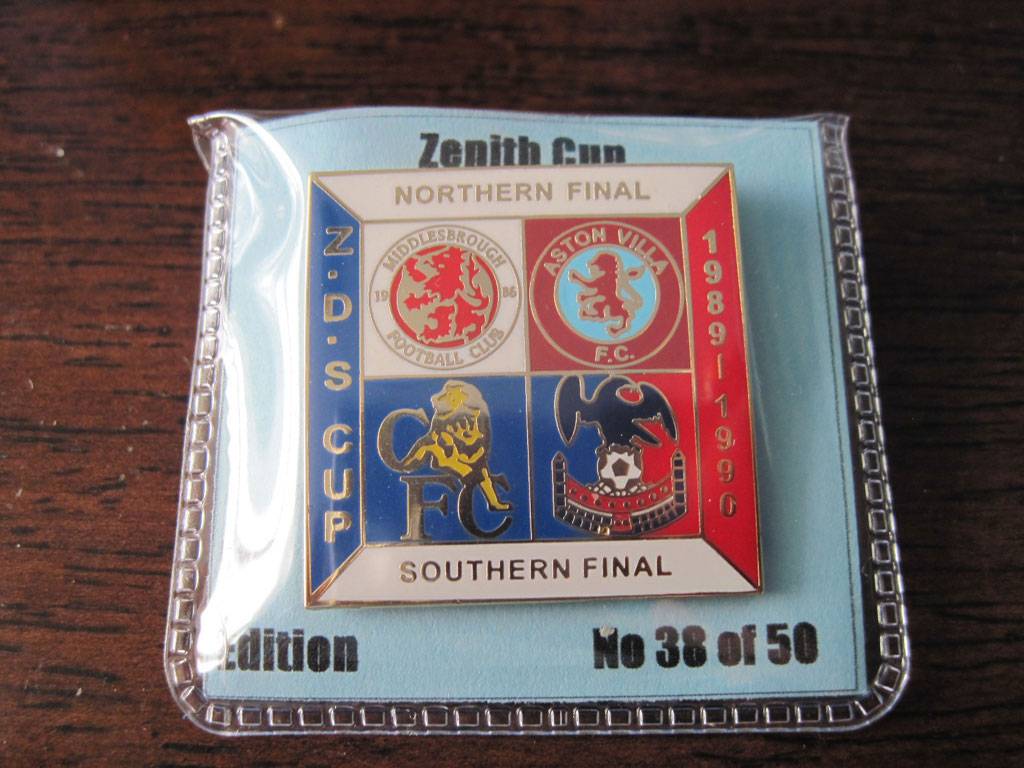 Zenith Cup
NORTHERN FINAL
Z·D·S CUP
MIDDLESBROUGH
19 86
FOOTBALL CLUB
ASTON VILLA
F.C.
1989/1990
CFC
SOUTHERN FINAL
Edition
No 38 of 50